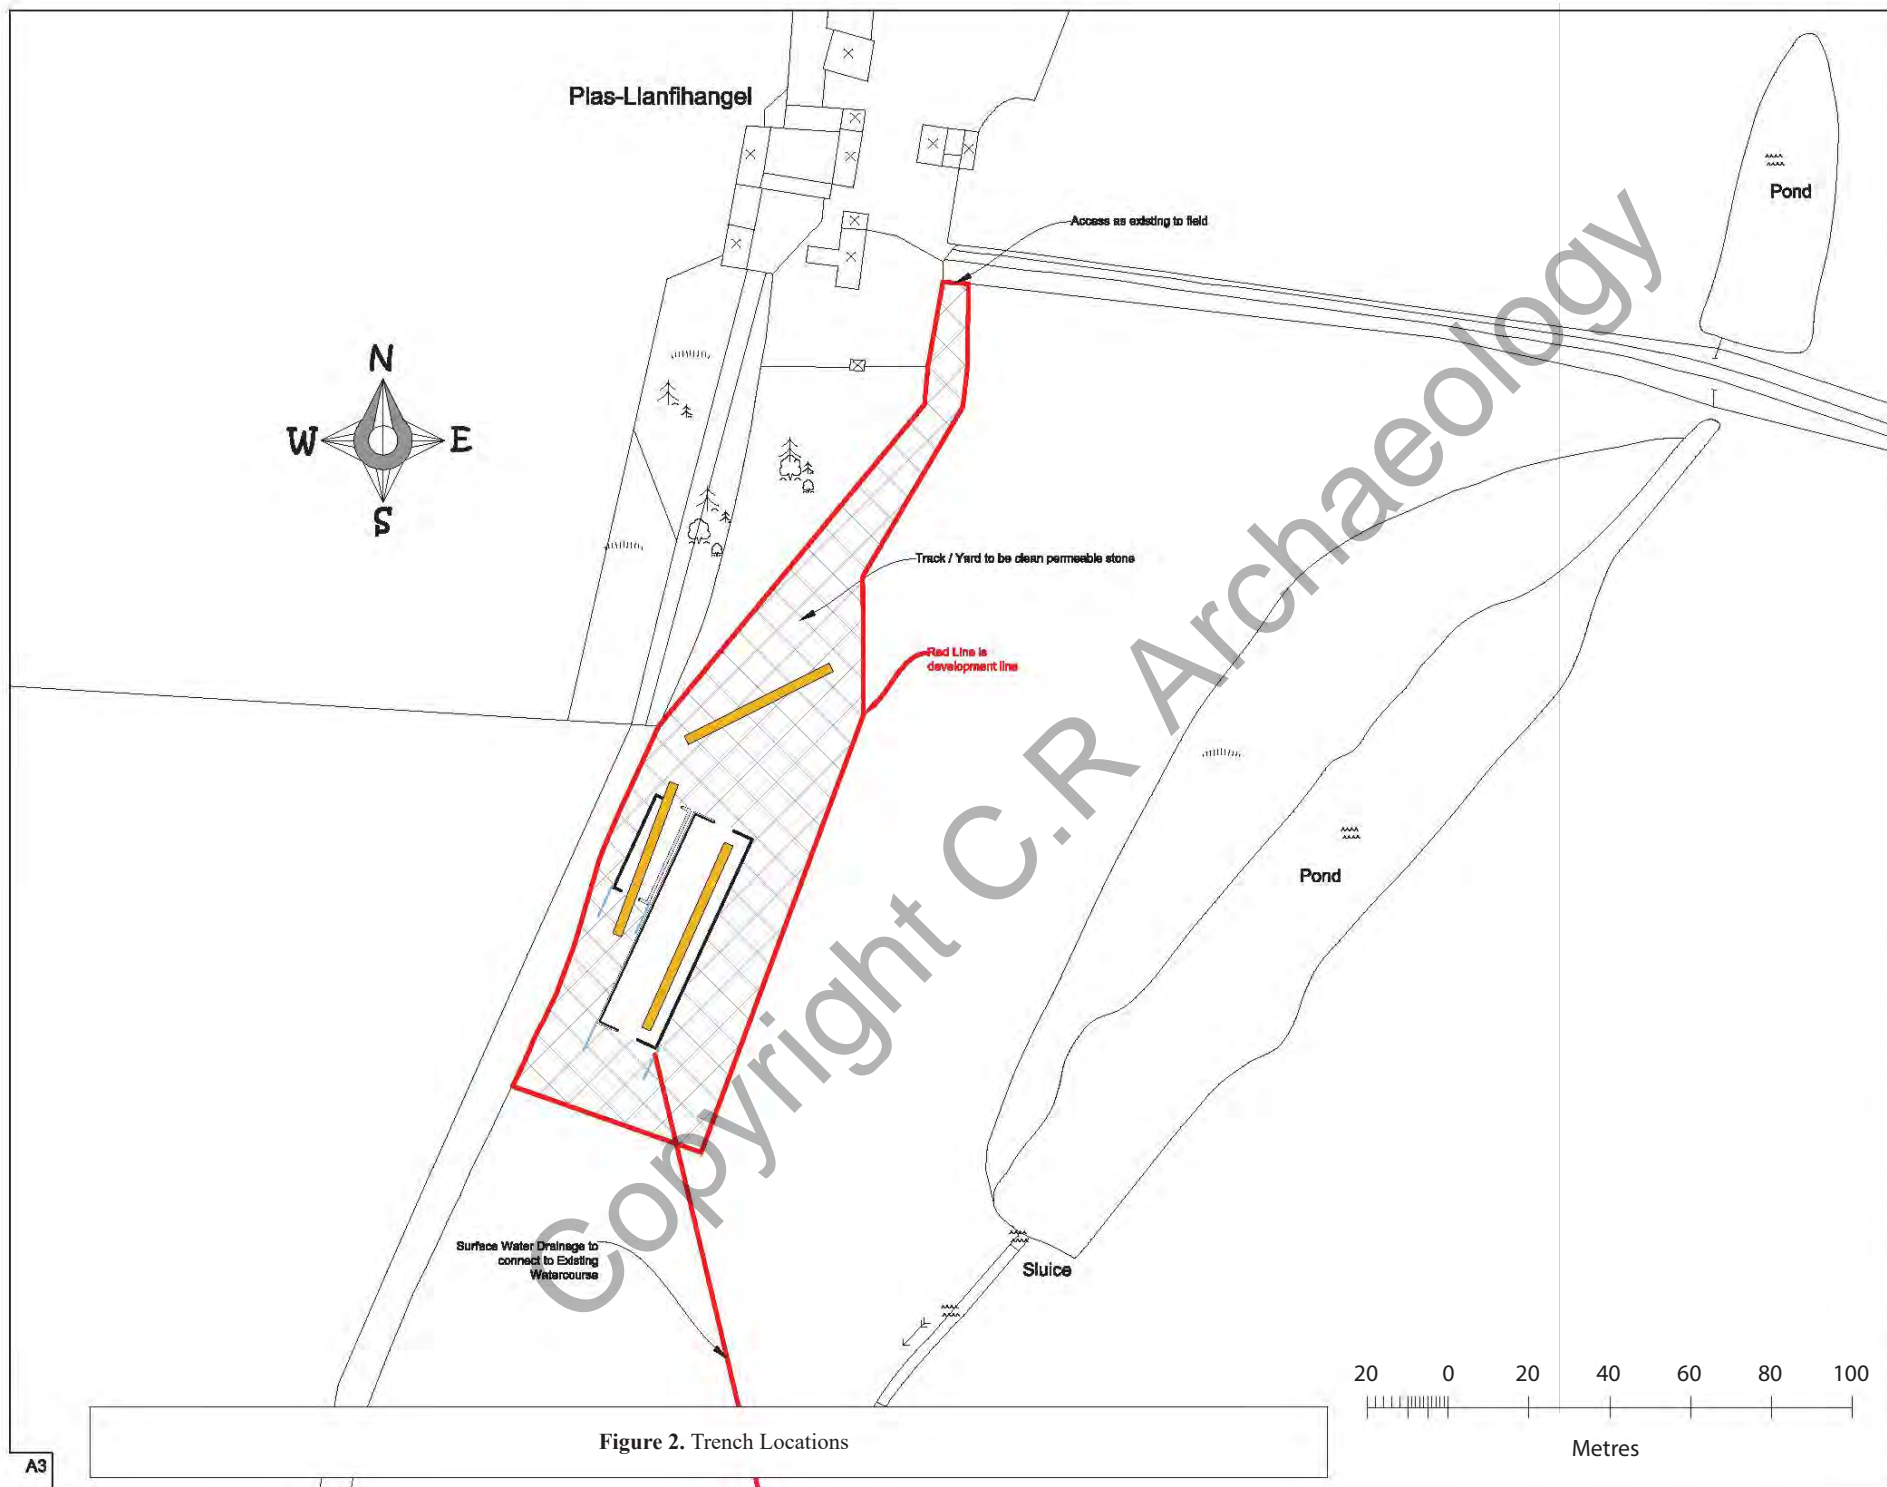 Plas-Llanfihangel
Pond
Access as existing to field
N
W
E
S
Track / Yard to be clean permeable stone
Red Line is
development line
Pond
Surface Water Drainage to
connect to Existing
Watercourse
Sluice
Copyright C.R Archaeology
20 0 20 40 60 80 100
Metres
Figure 2. Trench Locations
A3